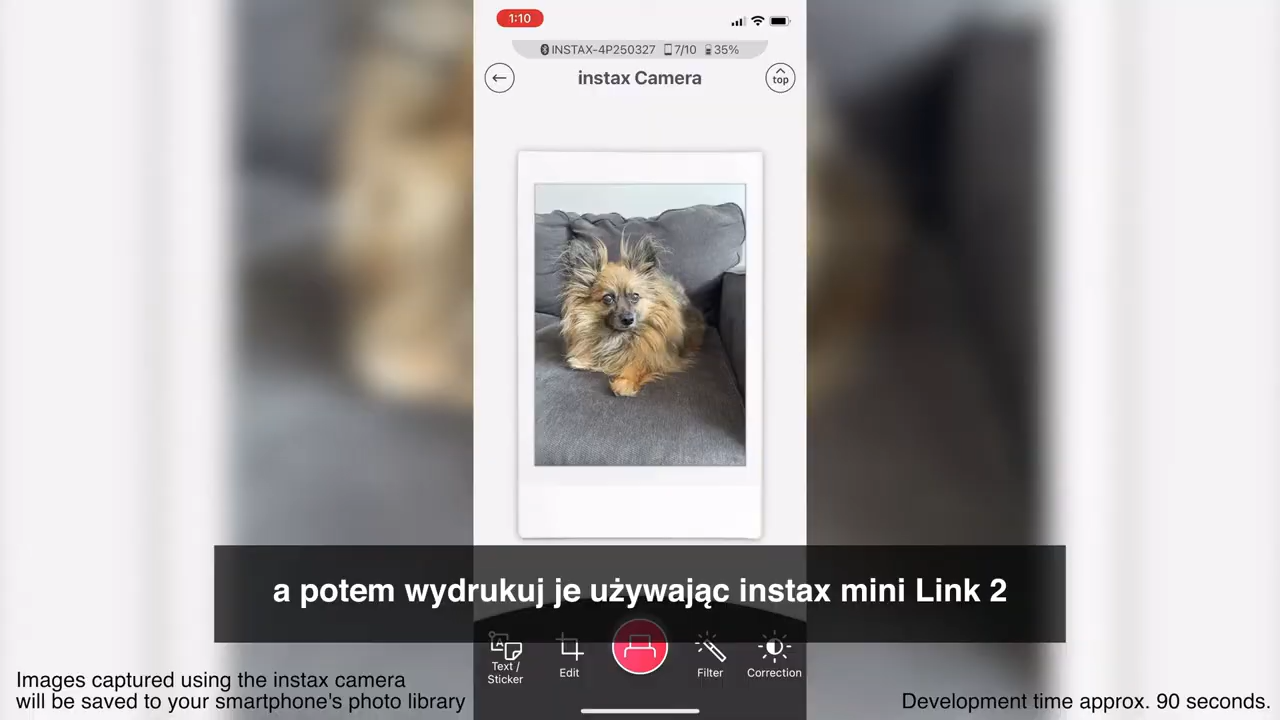 1:10
INSTAX-4P250327 7/10 35%
instax Camera
top
a potem wydrukuj je używając instax mini Link 2
Text /
Sticker
Edit
Filter
Correction
Images captured using the instax camera
will be saved to your smartphone's photo library
Development time approx. 90 seconds.